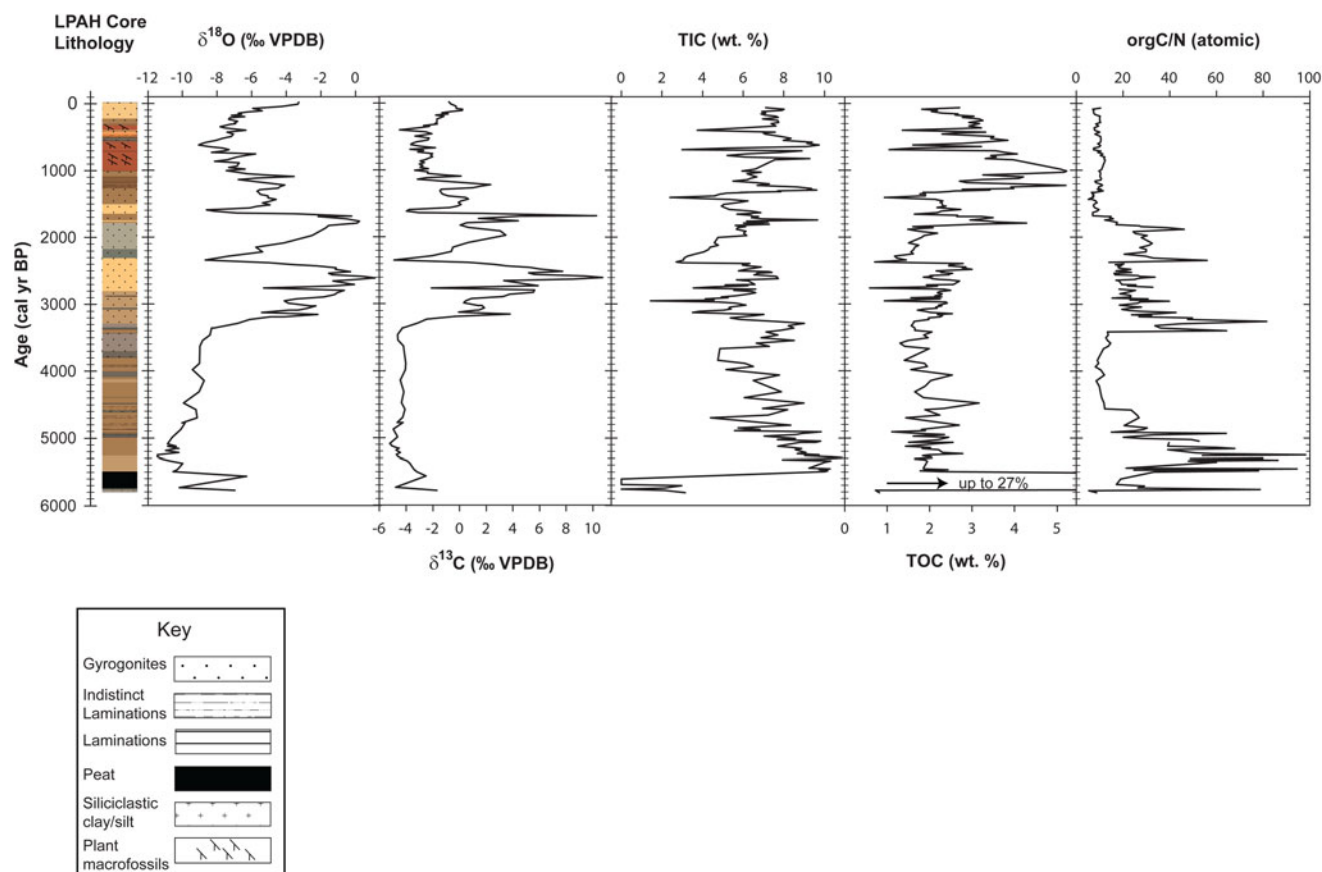 LPAH Core
Lithology
δ18O (‰ VPDB)
TIC (wt. %)
orgC/N (atomic)
-12 -10 -8 -6 -4 -2 0
0 2 4 6 8 10
0 20 40 60 80 100
Age (cal yr BP)
0
1000
2000
3000
4000
5000
6000
up to 27%
-6 -4 -2 0 2 4 6 8 10
0 1 2 3 4 5
δ13C (‰ VPDB)
TOC (wt. %)
Key
Gyrogonites
Indistinct
Laminations
Laminations
Peat
Siliciclastic
clay/silt
Plant
macrofossils